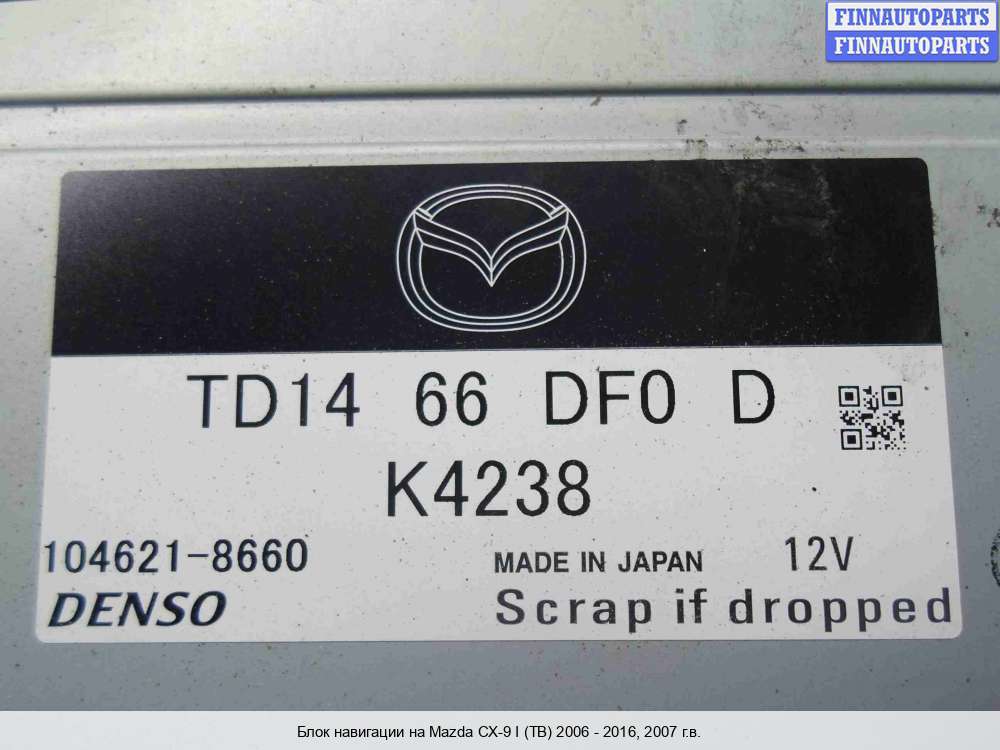 FINNAUTOPARTS
FINNAUTOPARTS
TD14 66 DF0 D
K4238
104621-8660
MADE IN JAPAN 12V
DENSO
Scrap if dropped
Блок навигации на Mazda CX-9 I (TB) 2006 - 2016, 2007 г.в.